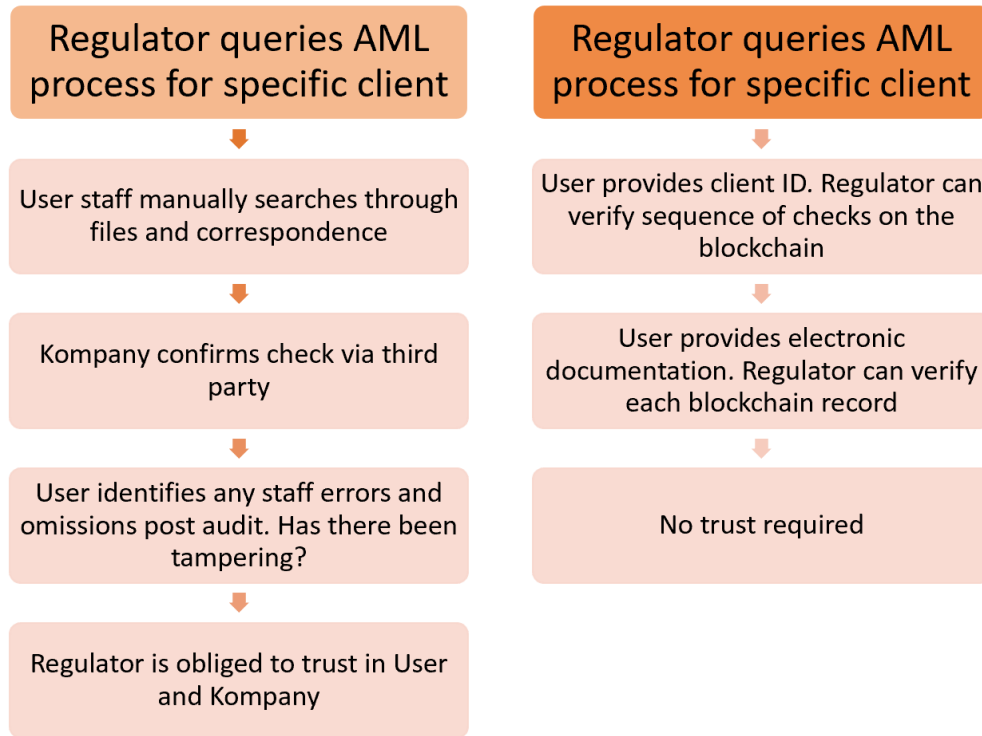 Regulator queries AML
process for specific client
User staff manually searches through
files and correspondence
Kompany confirms check via third
party
User identifies any staff errors and
omissions post audit. Has there been
tampering?
Regulator is obliged to trust in User
and Kompany
Regulator queries AML
process for specific client
User provides client ID. Regulator can
verify sequence of checks on the
blockchain
User provides electronic
documentation. Regulator can verify
each blockchain record
No trust required